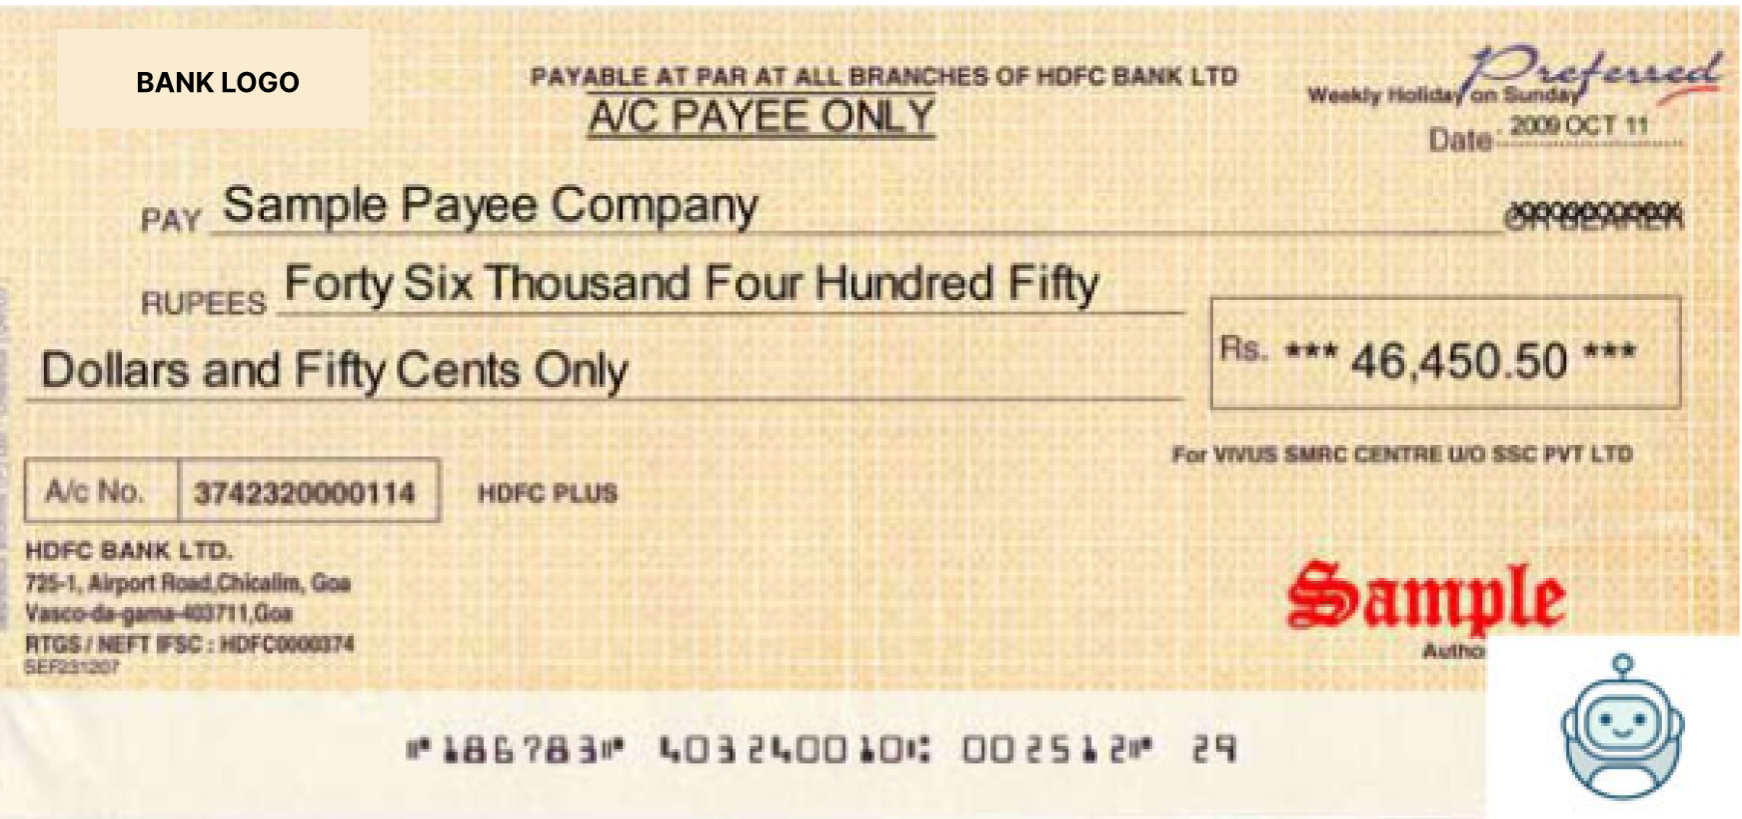 BANK LOGO
PAYABLE AT PAR AT ALL BRANCHES OF HDFC BANK LTD
A/C PAYEE ONLY
Preferred
Weekly Holiday on Sunday
Date 2009 OCT 11
PAY Sample Payee Company
OR BEARER
RUPEES Forty Six Thousand Four Hundred Fifty
Dollars and Fifty Cents Only
Rs. *** 46,450.50 ***
For VIVUS SMRC CENTRE U/O SSC PVT LTD
A/c No. 3742320000114 HDFC PLUS
HDFC BANK LTD.
725-1, Airport Road,Chicalim, Goa
Vasco-da-gama-403711,Goa
RTGS / NEFT IFSC : HDFC0000374
SEF231207
Sample
Autho
⑈186783⑈ 403240010⑆ 002512⑈ 29